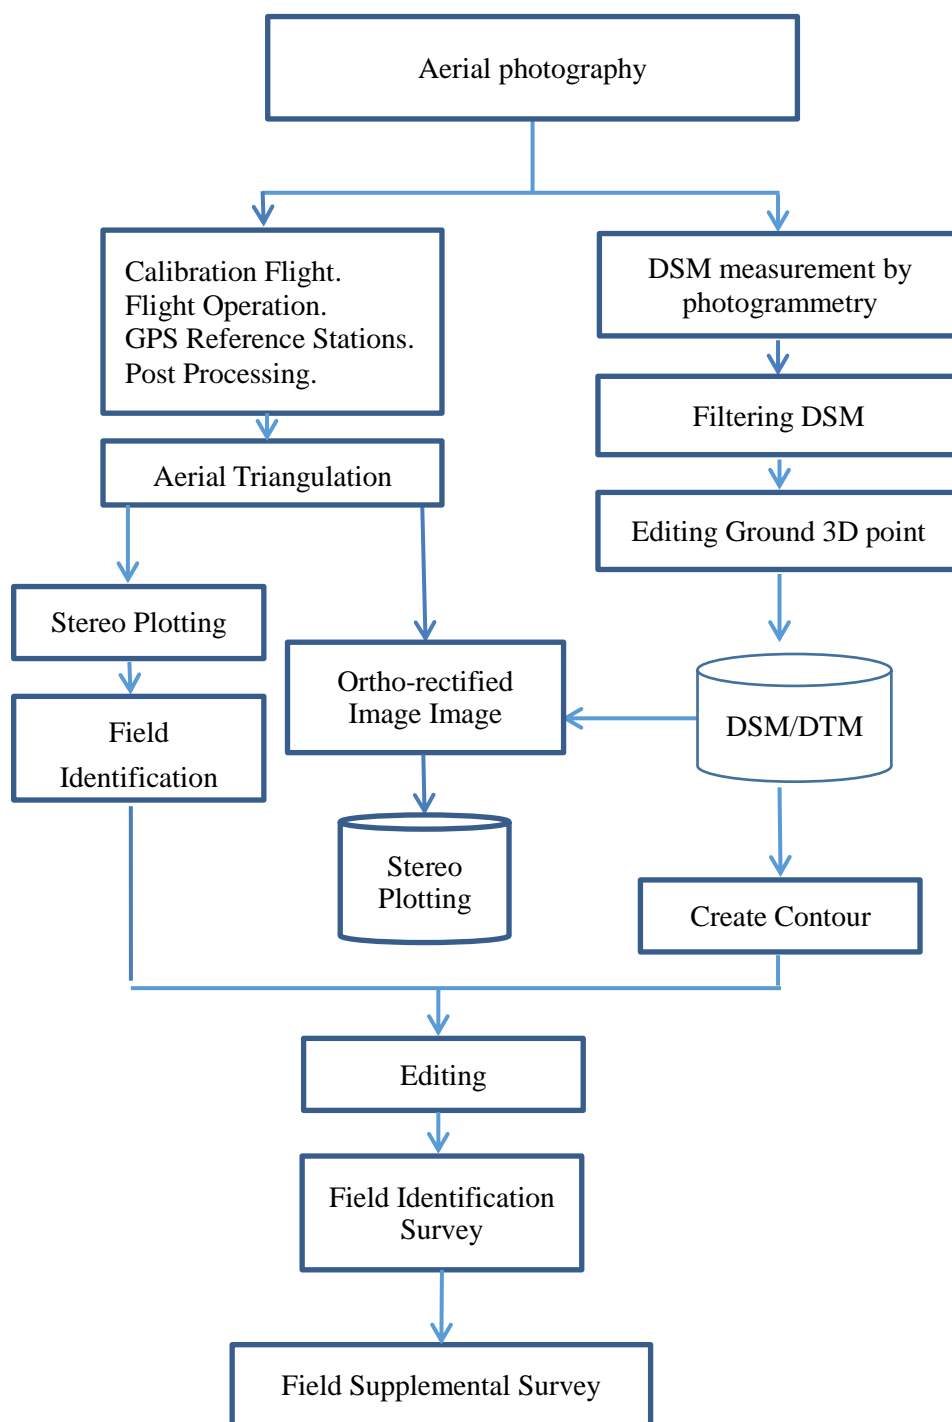 Aerial photography
Calibration Flight.
Flight Operation.
GPS Reference Stations.
Post Processing.
DSM measurement by
photogrammetry
Filtering DSM
Aerial Triangulation
Editing Ground 3D point
Stereo Plotting
Ortho-rectified
Image Image
DSM/DTM
Field
Identification
Stereo
Plotting
Create Contour
Editing
Field Identification
Survey
Field Supplemental Survey